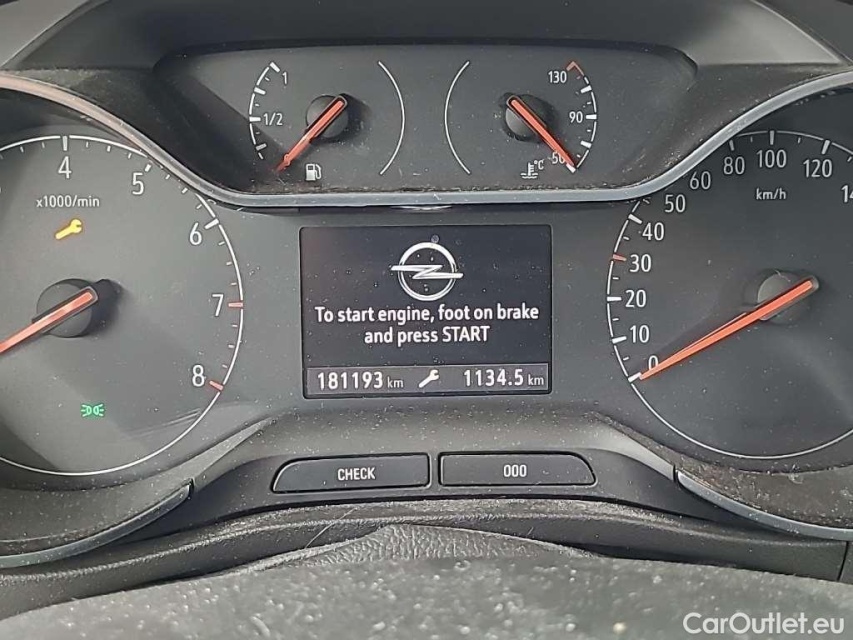 1
1/2
130
90
50
°C
4
5
6
7
8
x1000/min
0
10
20
30
40
50
60
80
100
120
14
km/h
To start engine, foot on brake
and press START
181193 km 1134.5 km
CHECK
000
CarOutlet.eu